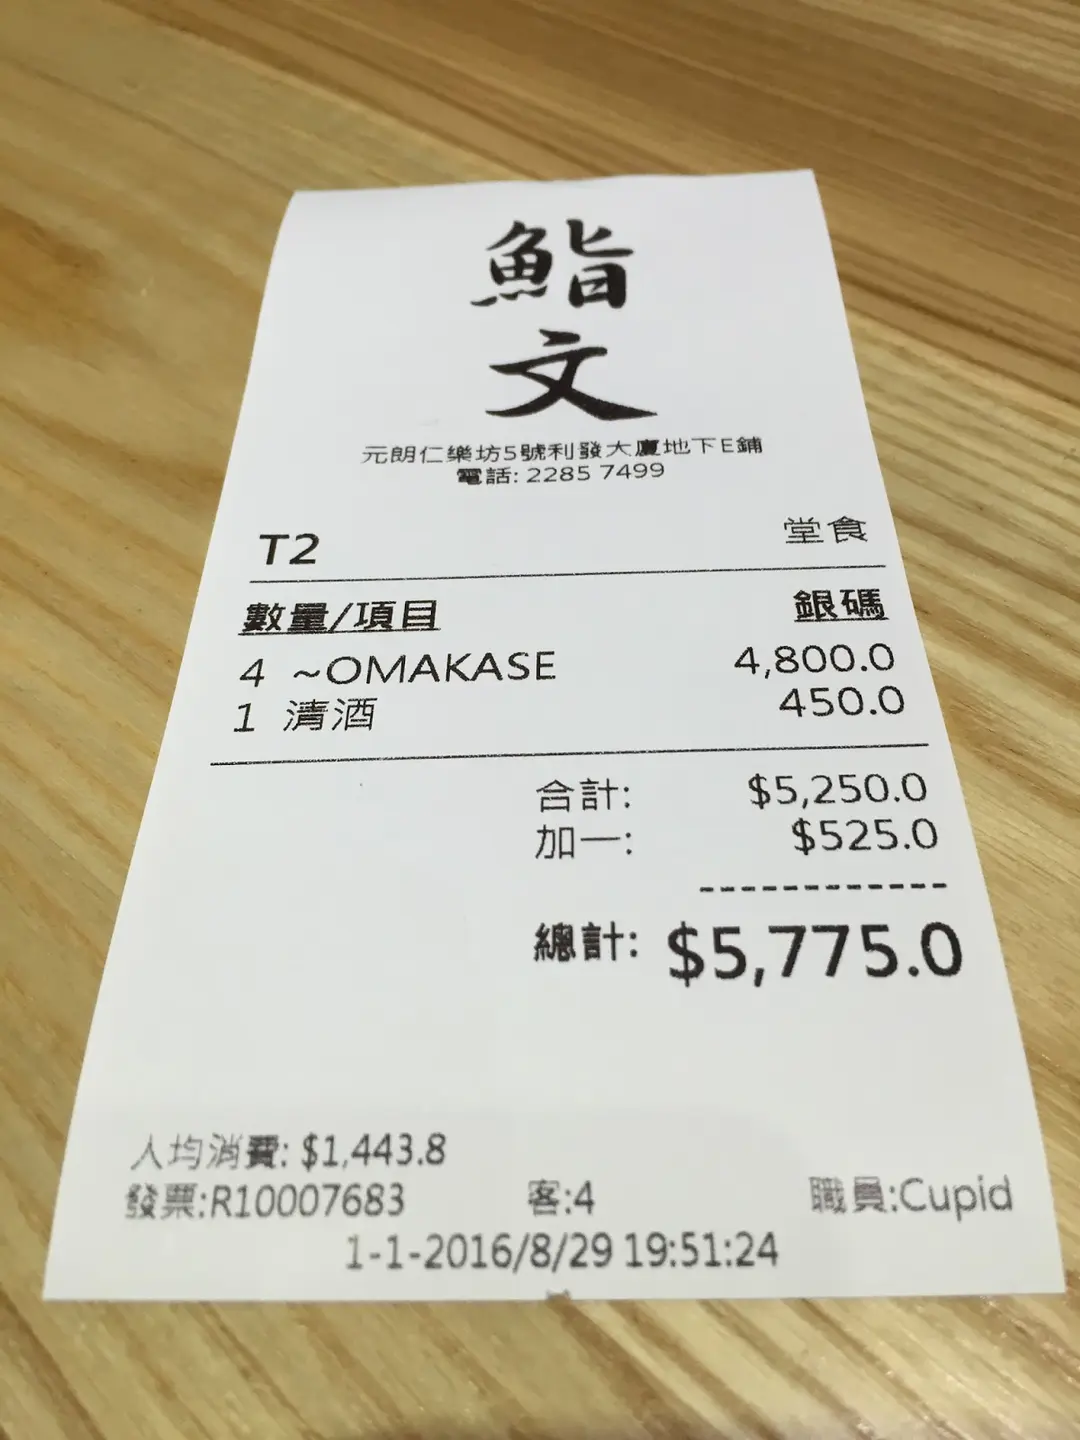 鮨
文
元朗仁樂坊5號利發大廈地下E鋪
電話: 2285 7499
T2 堂食
數量/項目 銀碼
4 ~OMAKASE 4,800.0
1 清酒 450.0
合計: $5,250.0
加一: $525.0
------------
總計: $5,775.0
人均消費: $1,443.8
發票:R10007683 客:4 職員:Cupid
1-1-2016/8/29 19:51:24